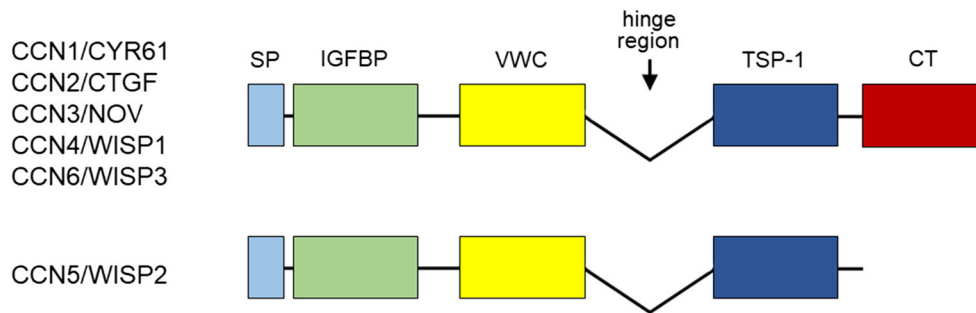 hinge
region
SP IGFBP VWC TSP-1 CT
CCN1/CYR61
CCN2/CTGF
CCN3/NOV
CCN4/WISP1
CCN6/WISP3
CCN5/WISP2